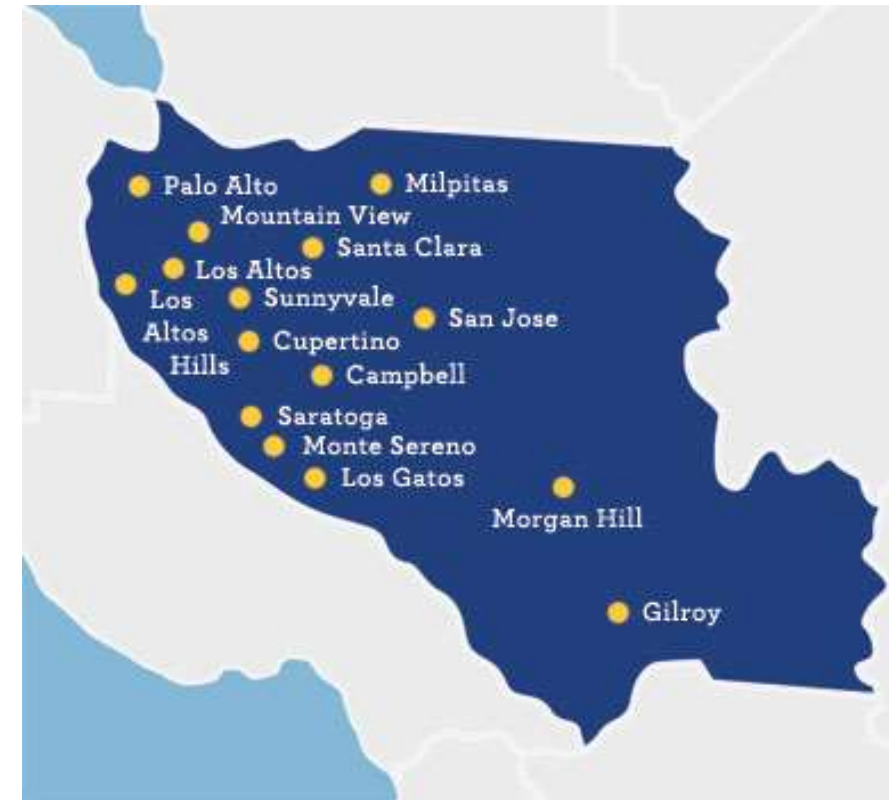 Palo Alto
Milpitas
Mountain View
Santa Clara
Los Altos
Los
Altos
Hills
Sunnyvale
San Jose
Cupertino
Campbell
Saratoga
Monte Sereno
Los Gatos
Morgan Hill
Gilroy